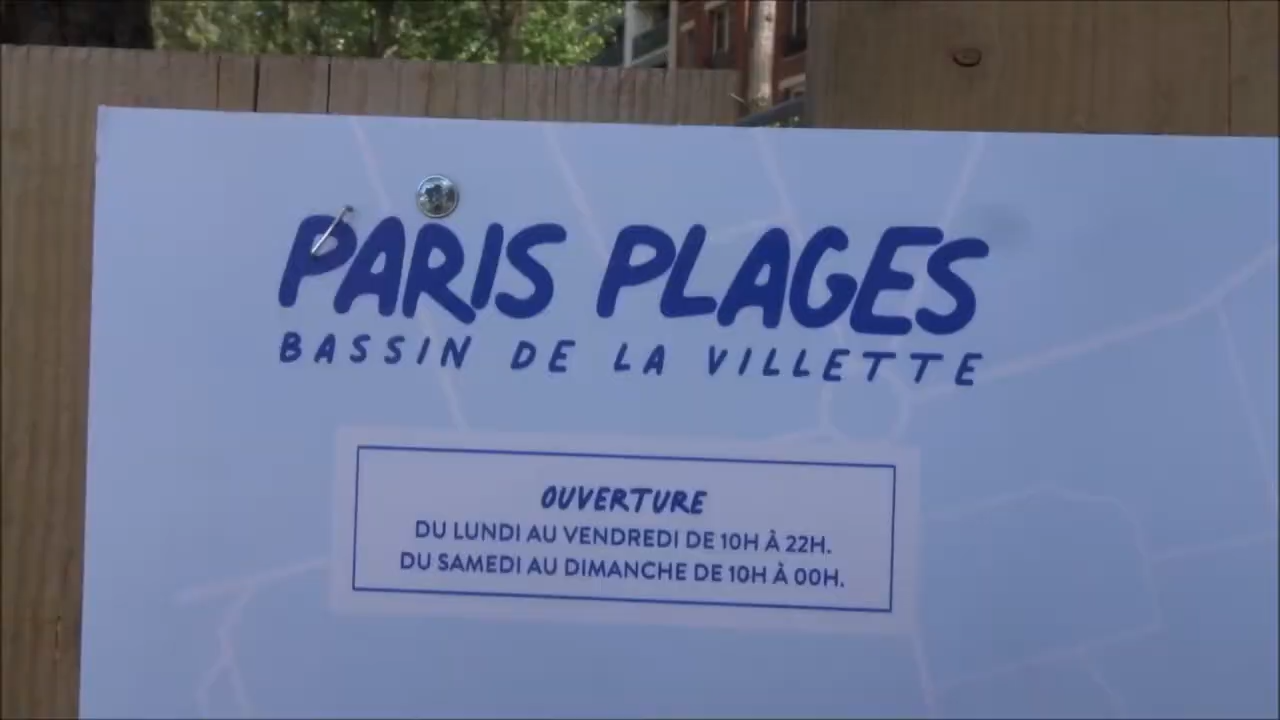 PARIS PLAGES
BASSIN DE LA VILLETTE
OUVERTURE
DU LUNDI AU VENDREDI DE 10H À 22H.
DU SAMEDI AU DIMANCHE DE 10H À 00H.